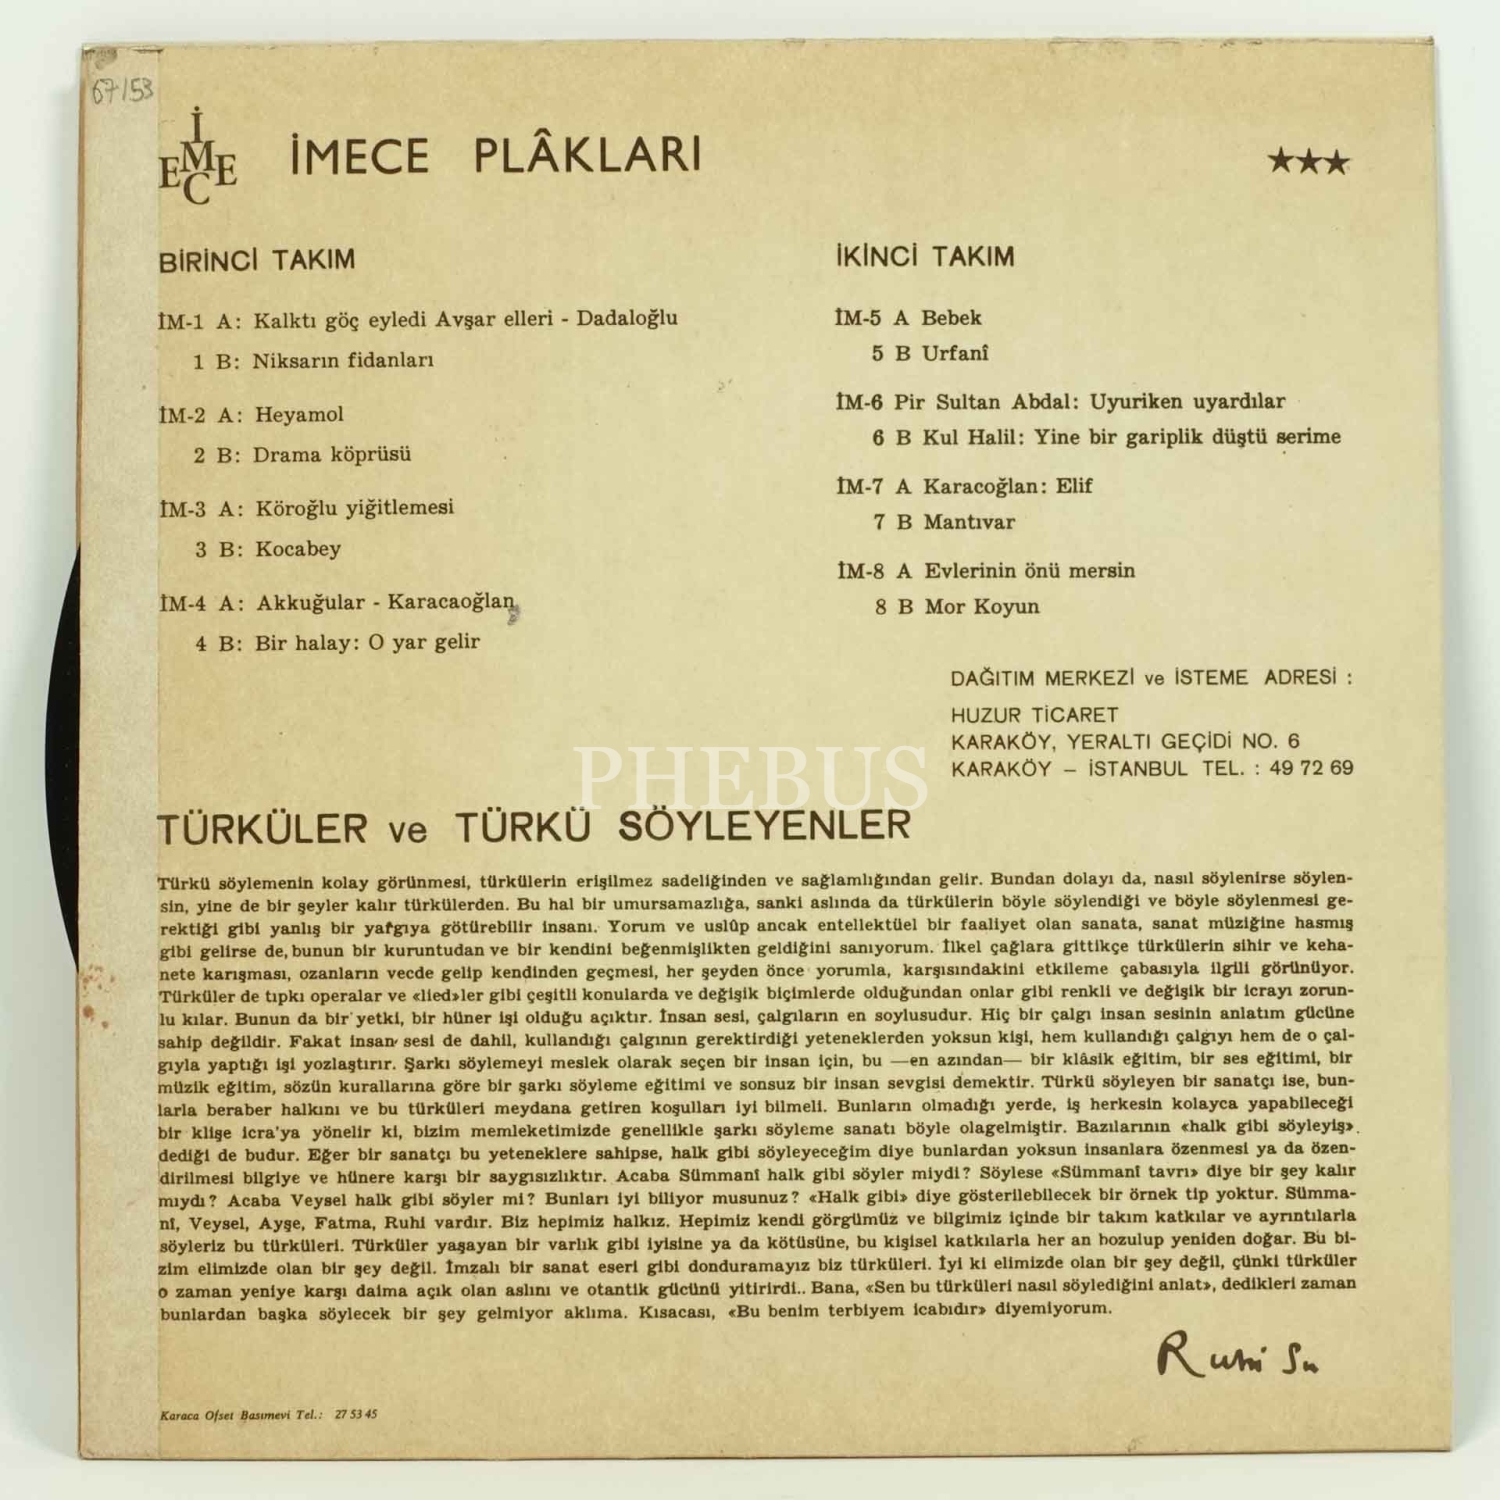 67/53
İMECE
İMECE PLÂKLARI
★★★
BİRİNCİ TAKIM
İM-1 A: Kalktı göç eyledi Avşar elleri - Dadaloğlu
1 B: Niksarın fidanları
İM-2 A: Heyamol
2 B: Drama köprüsü
İM-3 A: Köroğlu yiğitlemesi
3 B: Kocabey
İM-4 A: Akkuğular - Karacaoğlan
4 B: Bir halay: O yar gelir
İKİNCİ TAKIM
İM-5 A Bebek
5 B Urfanî
İM-6 Pir Sultan Abdal: Uyuriken uyardılar
6 B Kul Halil: Yine bir gariplik düştü serime
İM-7 A Karacoğlan: Elif
7 B Mantıvar
İM-8 A Evlerinin önü mersin
8 B Mor Koyun
DAĞITIM MERKEZİ ve İSTEME ADRESİ :
HUZUR TİCARET
KARAKÖY, YERALTI GEÇİDİ NO. 6
KARAKÖY – İSTANBUL TEL. : 49 72 69
PHEBUS
TÜRKÜLER ve TÜRKÜ SÖYLEYENLER
Türkü söylemenin kolay görünmesi, türkülerin erişilmez sadeliğinden ve sağlamlığından gelir. Bundan dolayı da, nasıl söylenirse söylen-
sin, yine de bir şeyler kalır türkülerden. Bu hal bir umursamazlığa, sanki aslında da türkülerin böyle söylendiği ve böyle söylenmesi ge-
rektiği gibi yanlış bir yargıya götürebilir insanı. Yorum ve uslûp ancak entellektüel bir faaliyet olan sanata, sanat müziğine hasmış
gibi gelirse de, bunun bir kuruntudan ve bir kendini beğenmişlikten geldiğini sanıyorum. İlkel çağlara gittikçe türkülerin sihir ve keha-
nete karışması, ozanların vecde gelip kendinden geçmesi, her şeyden önce yorumla, karşısındakini etkileme çabasıyla ilgili görünüyor.
Türküler de tıpkı operalar ve «lied»ler gibi çeşitli konularda ve değişik biçimlerde olduğundan onlar gibi renkli ve değişik bir icrayı zorun-
lu kılar. Bunun da bir yetki, bir hüner işi olduğu açıktır. İnsan sesi, çalgıların en soylusudur. Hiç bir çalgı insan sesinin anlatım gücüne
sahip değildir. Fakat insan sesi de dahil, kullandığı çalgının gerektirdiği yeteneklerden yoksun kişi, hem kullandığı çalgıyı hem de o çal-
gıyla yaptığı işi yozlaştırır. Şarkı söylemeyi meslek olarak seçen bir insan için, bu —en azından— bir klâsik eğitim, bir ses eğitimi, bir
müzik eğitim, sözün kurallarına göre bir şarkı söyleme eğitimi ve sonsuz bir insan sevgisi demektir. Türkü söyleyen bir sanatçı ise, bun-
larla beraber halkını ve bu türküleri meydana getiren koşulları iyi bilmeli. Bunların olmadığı yerde, iş herkesin kolayca yapabileceği
bir klişe icra'ya yönelir ki, bizim memleketimizde genellikle şarkı söyleme sanatı böyle olagelmiştir. Bazılarının «halk gibi söyleyiş».
dediği de budur. Eğer bir sanatçı bu yeteneklere sahipse, halk gibi söyleyeceğim diye bunlardan yoksun insanlara özenmesi ya da özen-
dirilmesi bilgiye ve hünere karşı bir saygısızlıktır. Acaba Sümmanî halk gibi söyler miydi? Söylese «Sümmanî tavrı» diye bir şey kalır
mıydı? Acaba Veysel halk gibi söyler mi? Bunları iyi biliyor musunuz? «Halk gibi» diye gösterilebilecek bir örnek tip yoktur. Sümma-
nî, Veysel, Ayşe, Fatma, Ruhi vardır. Biz hepimiz halkız. Hepimiz kendi görgümüz ve bilgimiz içinde bir takım katkılar ve ayrıntılarla
söyleriz bu türküleri. Türküler yaşayan bir varlık gibi iyisine ya da kötüsüne, bu kişisel katkılarla her an bozulup yeniden doğar. Bu bi-
zim elimizde olan bir şey değil. İmzalı bir sanat eseri gibi donduramayız biz türküleri. İyi ki elimizde olan bir şey değil, çünki türküler
o zaman yeniye karşı daima açık olan aslını ve otantik gücünü yitirirdi.. Bana, «Sen bu türküleri nasıl söylediğini anlat», dedikleri zaman
bunlardan başka söylecek bir şey gelmiyor aklıma. Kısacası, «Bu benim terbiyem icabıdır» diyemiyorum.
Ruhi Su
Karaca Ofset Basımevi Tel.: 27 53 45